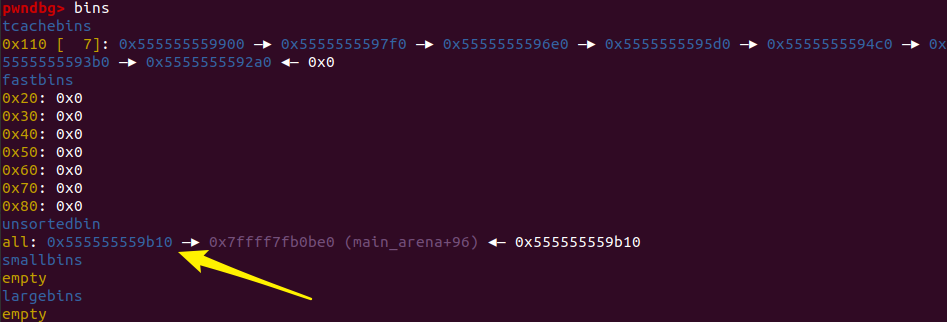 pwndbg> bins
tcachebins
0x110 [  7]: 0x555555559900 —▸ 0x5555555597f0 —▸ 0x5555555596e0 —▸ 0x5555555595d0 —▸ 0x5555555594c0 —▸ 0x
5555555593b0 —▸ 0x5555555592a0 ◂— 0x0
fastbins
0x20: 0x0
0x30: 0x0
0x40: 0x0
0x50: 0x0
0x60: 0x0
0x70: 0x0
0x80: 0x0
unsortedbin
all: 0x555555559b10 —▸ 0x7ffff7fb0be0 (main_arena+96) ◂— 0x555555559b10
smallbins
empty
largebins
empty